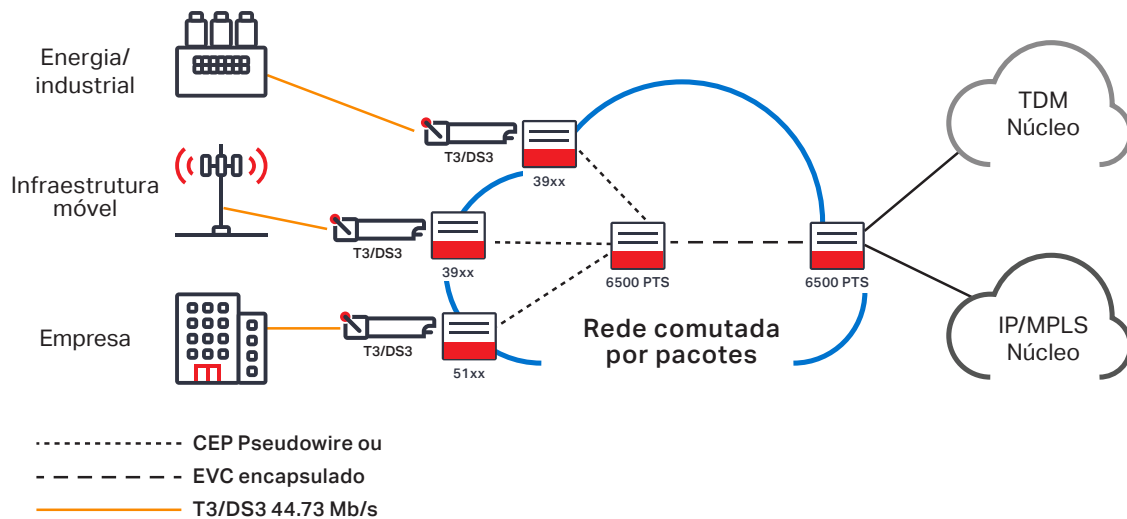 Energia/
industrial
T3/DS3
39xx
TDM
Núcleo
Infraestrutura
móvel
T3/DS3
39xx
6500 PTS
6500 PTS
Empresa
T3/DS3
51xx
Rede comutada
por pacotes
IP/MPLS
Núcleo
CEP Pseudowire ou
EVC encapsulado
T3/DS3 44.73 Mb/s